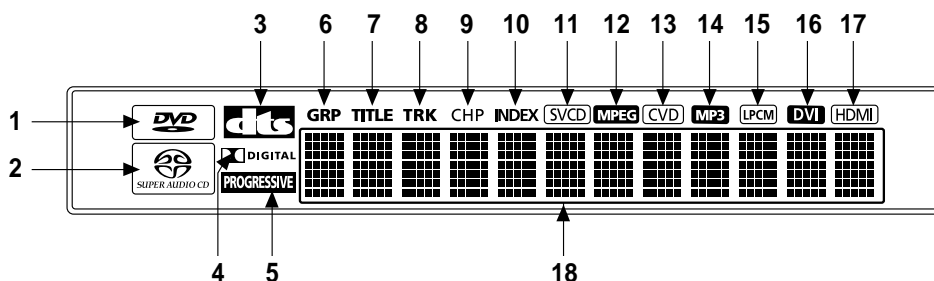 3 6 7 8 9 10 11 12 13 14 15 16 17
1 DVD dts GRP TITLE TRK CHP INDEX SVCD MPEG CVD MP3 LPCM DVI HDMI
2 SUPER AUDIO CD DIGITAL
PROGRESSIVE
4 5 18